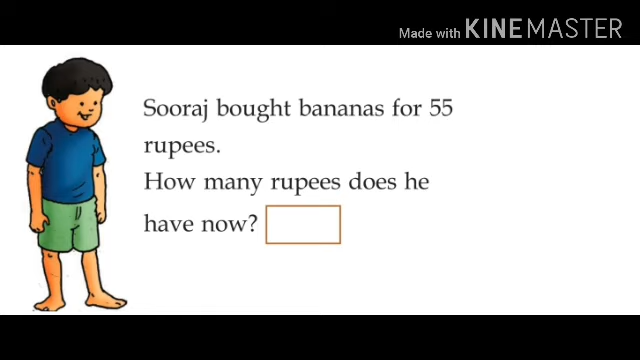 Made with KINEMASTER
Sooraj bought bananas for 55
rupees.
How many rupees does he
have now?